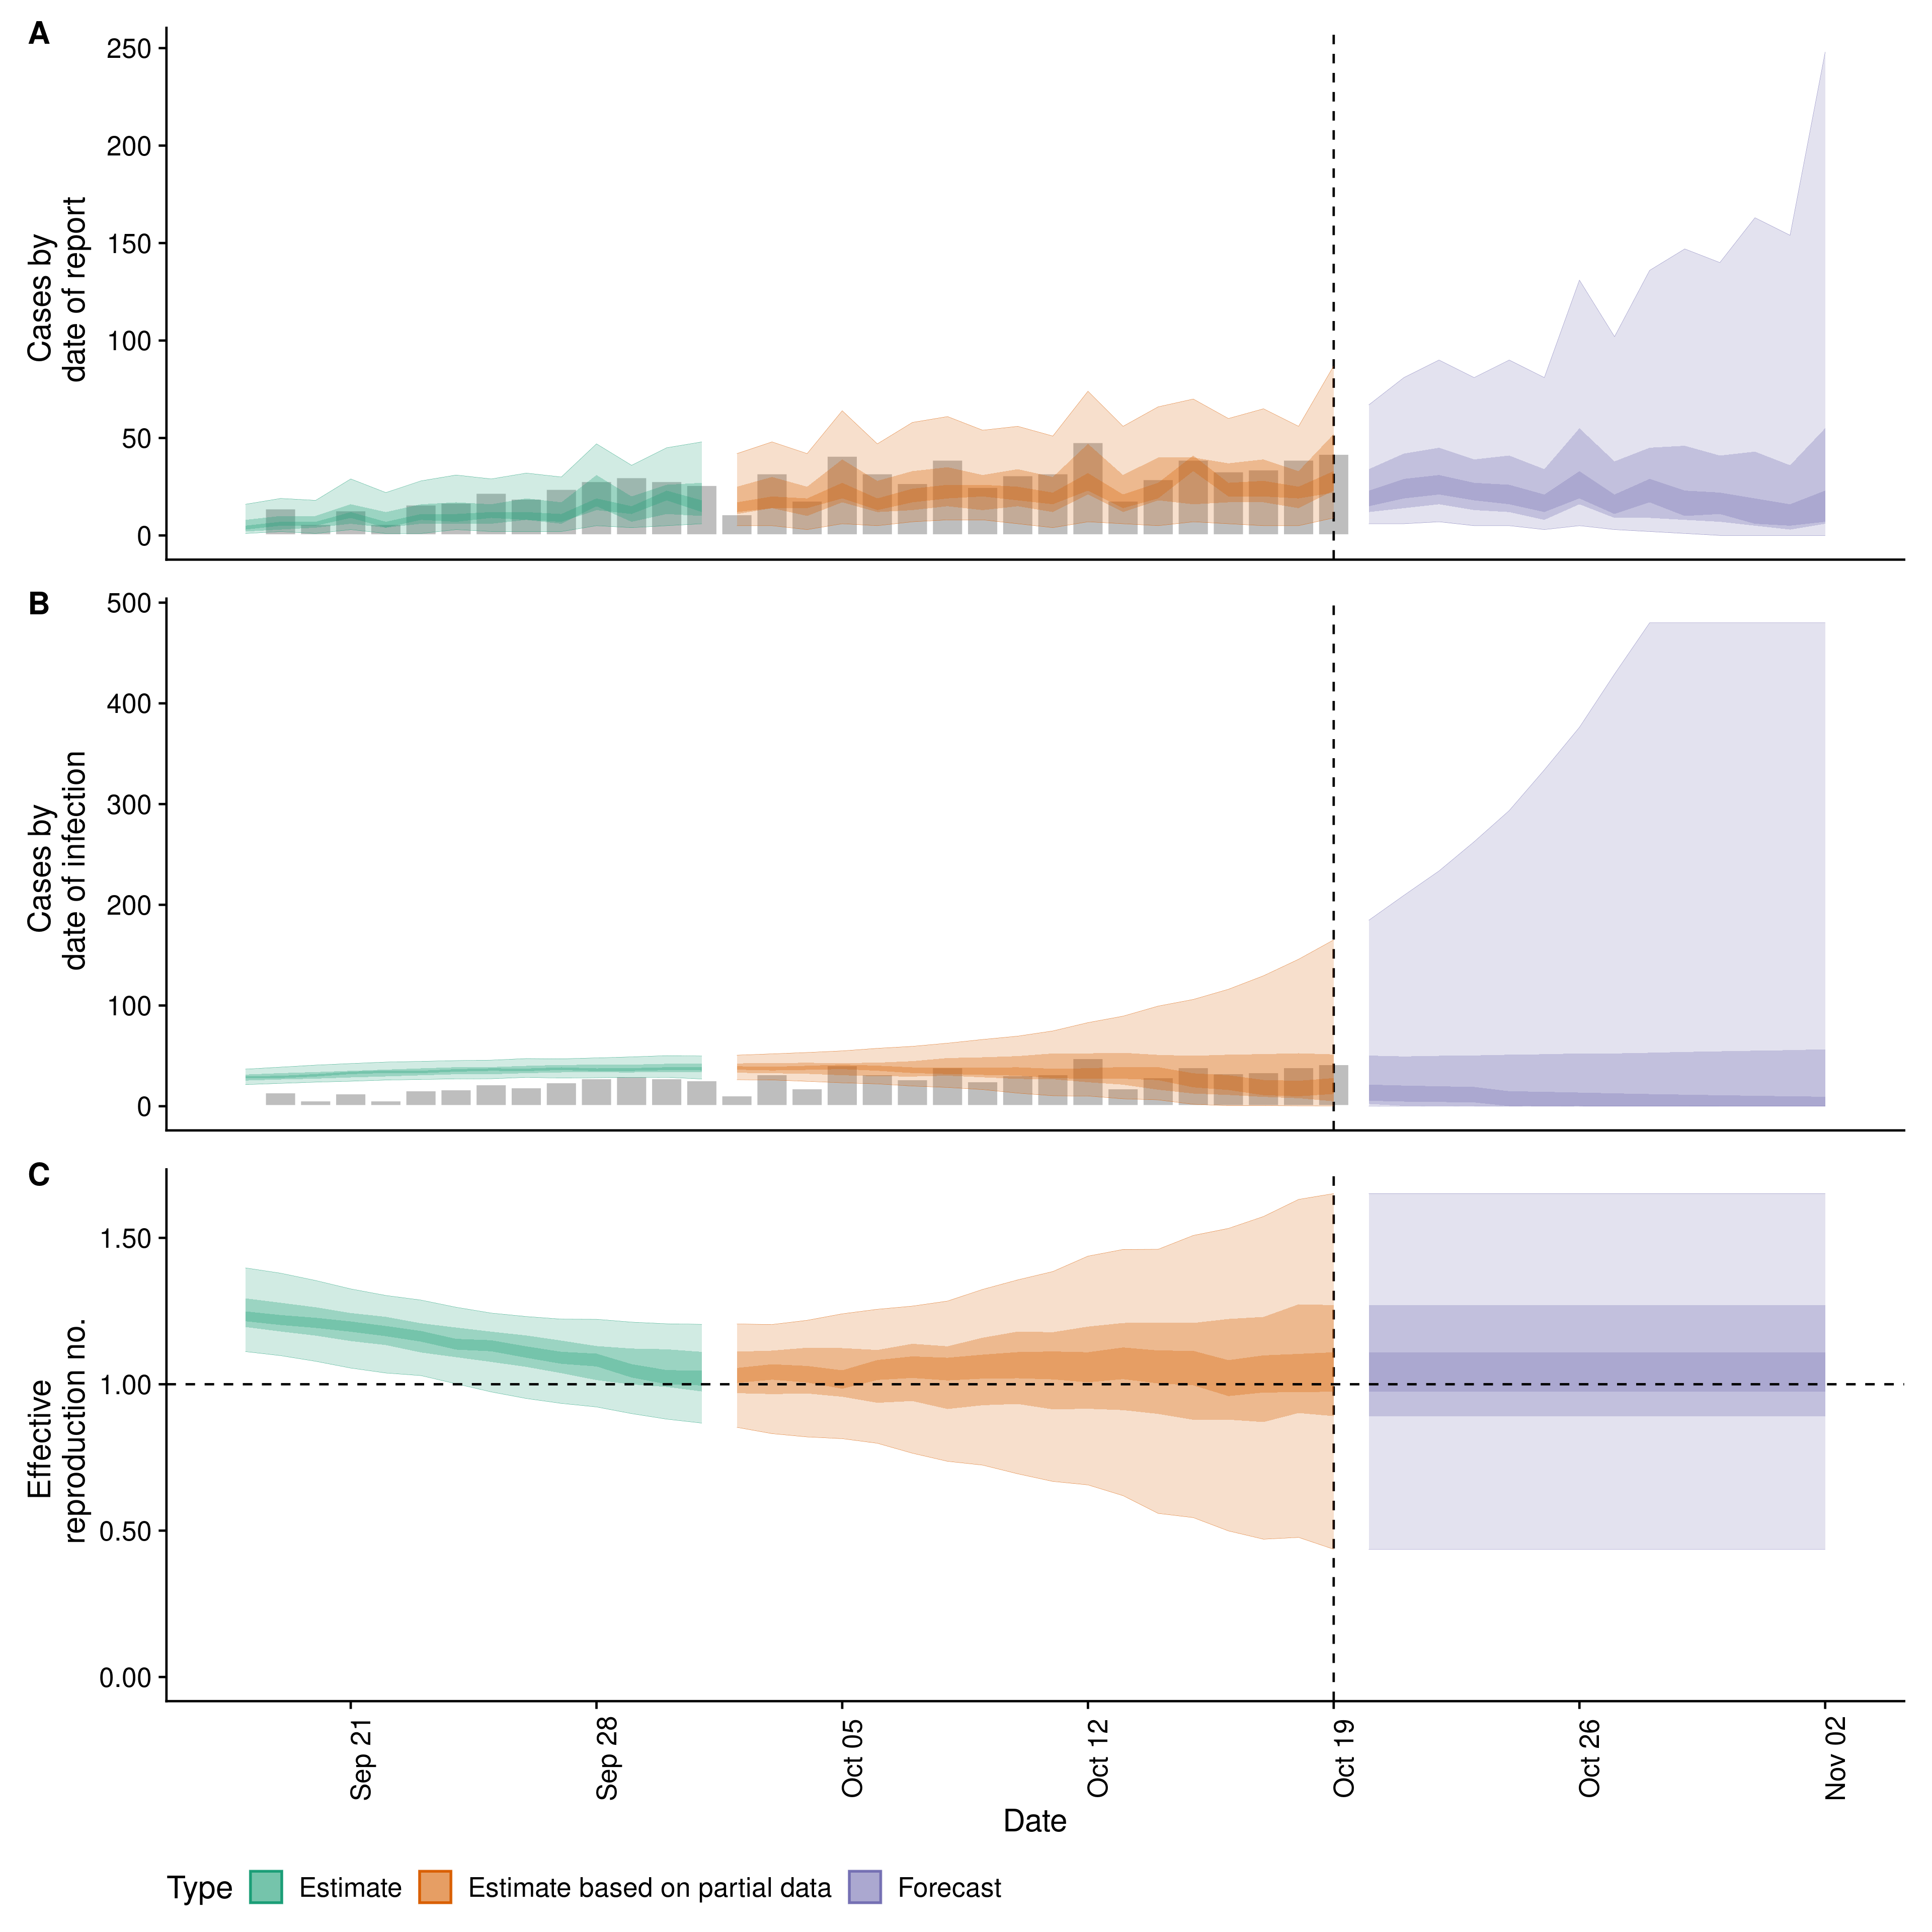 A
250
200
150
100
50
0
Cases by
date of report
B
500
400
300
200
100
0
Cases by
date of infection
C
1.50
1.00
0.50
0.00
Effective
reproduction no.
Sep 21
Sep 28
Oct 05
Oct 12
Oct 19
Oct 26
Nov 02
Date
Type Estimate Estimate based on partial data Forecast